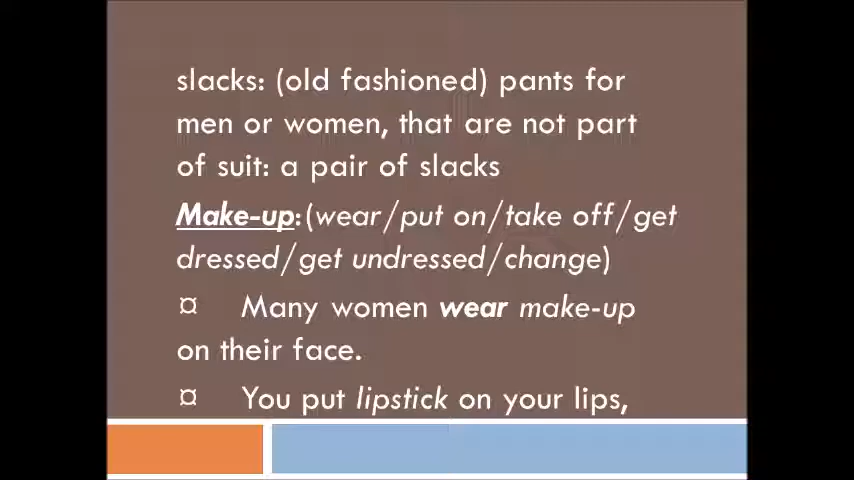 slacks: (old fashioned) pants for
men or women, that are not part
of suit: a pair of slacks
Make-up:(wear/put on/take off/get
dressed/get undressed/change)
¤ Many women wear make-up
on their face.
¤ You put lipstick on your lips,